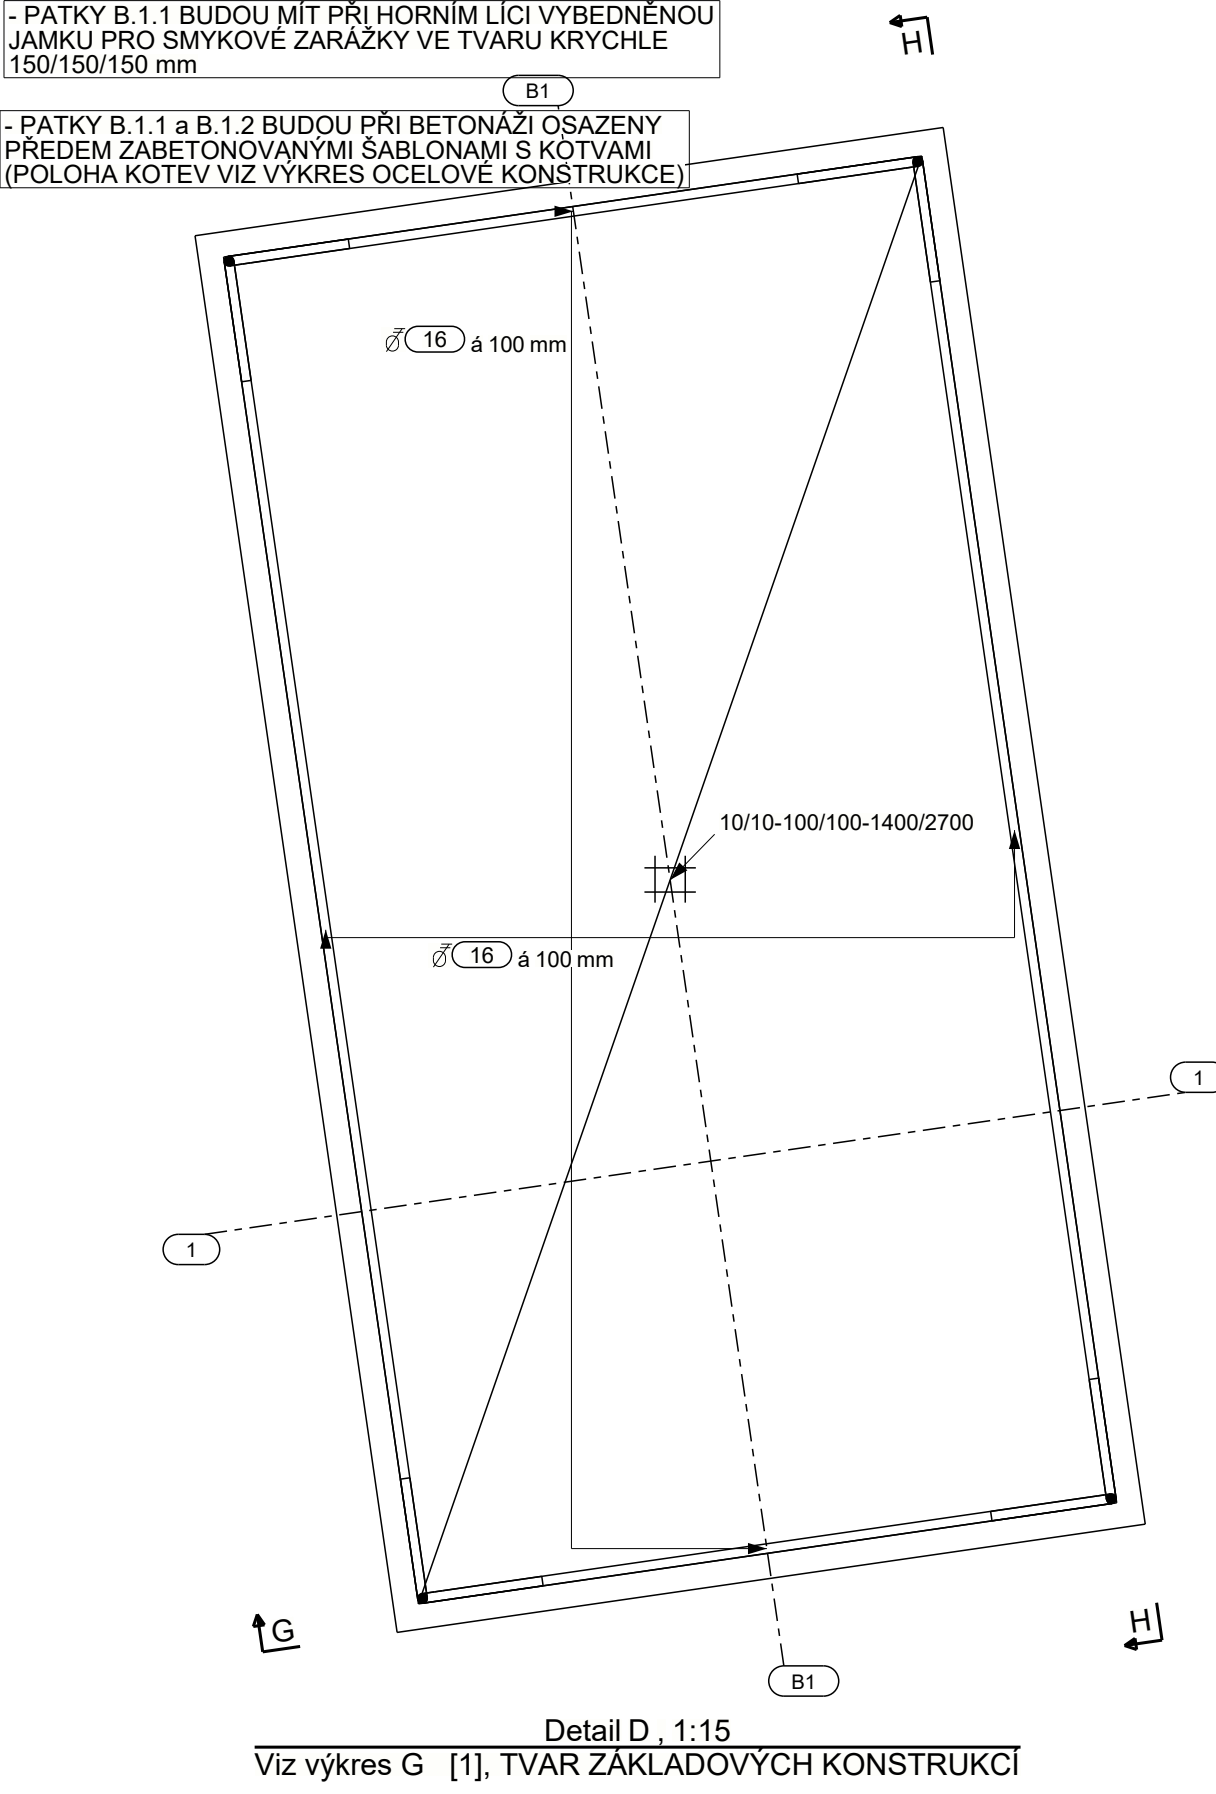 - PATKY B.1.1 BUDOU MÍT PŘI HORNÍM LÍCI VYBEDNĚNOU
JAMKU PRO SMYKOVÉ ZARÁŽKY VE TVARU KRYCHLE
150/150/150 mm
H
B1
- PATKY B.1.1 a B.1.2 BUDOU PŘI BETONÁŽI OSAZENY
PŘEDEM ZABETONOVANÝMI ŠABLONAMI S KOTVAMI
(POLOHA KOTEV VIZ VÝKRES OCELOVÉ KONSTRUKCE)
16 á 100 mm
10/10-100/100-1400/2700
16 á 100 mm
1
1
G
H
B1
Detail D , 1:15
Viz výkres G [1], TVAR ZÁKLADOVÝCH KONSTRUKCÍ